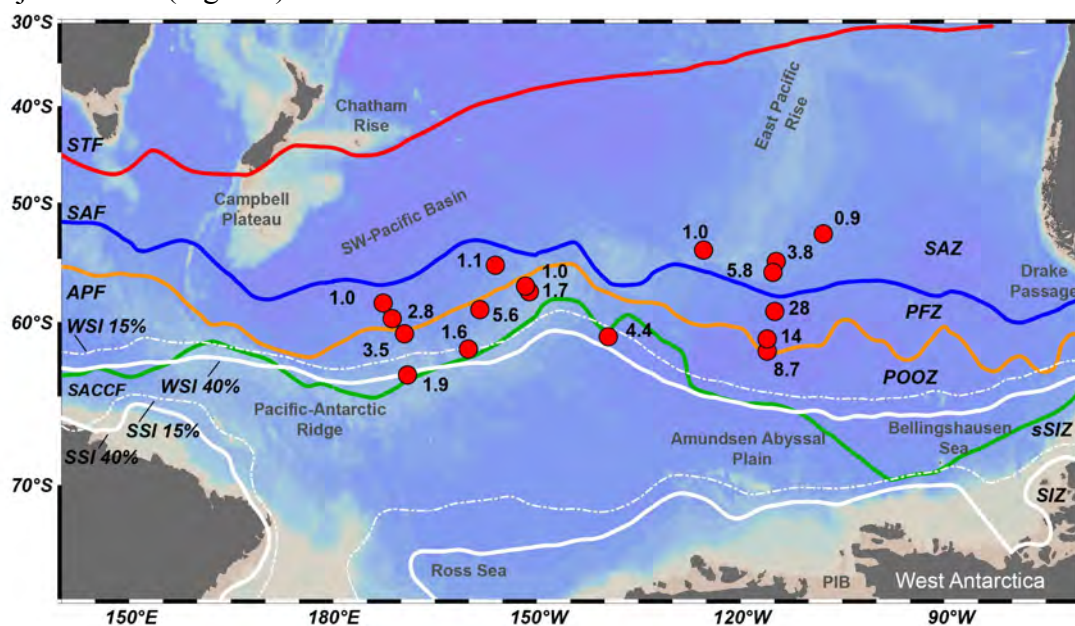 30°S
40°S
Chatham
Rise
East Pacific
Rise
STF
50°S
SAF
Campbell
Plateau
SW-Pacific Basin
1.0
0.9
3.8
SAZ
5.8
1.1
1.0
1.7
Drake
Passage
APF
1.0
2.8
5.6
28
PFZ
WSI 15%
60°S
3.5
1.6
4.4
14
8.7
POOZ
SACCF
WSI 40%
1.9
SSI 15%
SSI 40%
Pacific-Antarctic
Ridge
Amundsen Abyssal
Plain
Bellingshausen
Sea
sSIZ
70°S
SIZ
Ross Sea
PIB
West Antarctica
150°E
180°E
150°W
120°W
90°W